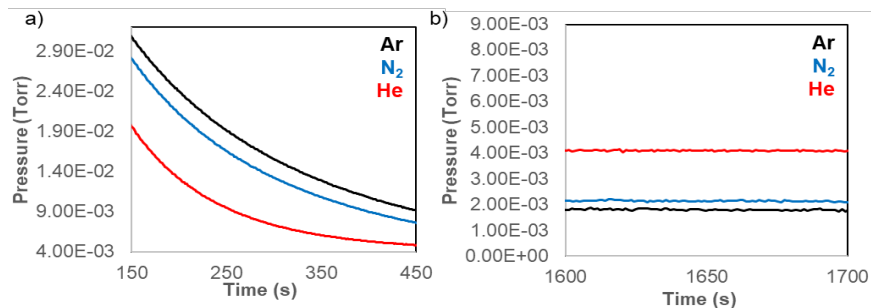 a)
Pressure (Torr)
2.90E-02
2.40E-02
1.90E-02
1.40E-02
9.00E-03
4.00E-03
Ar
N₂
He
150
250
350
450
Time (s)
b)
Pressure (Torr)
9.00E-03
8.00E-03
7.00E-03
6.00E-03
5.00E-03
4.00E-03
3.00E-03
2.00E-03
1.00E-03
0.00E+00
Ar
N₂
He
1600
1650
1700
Time (s)